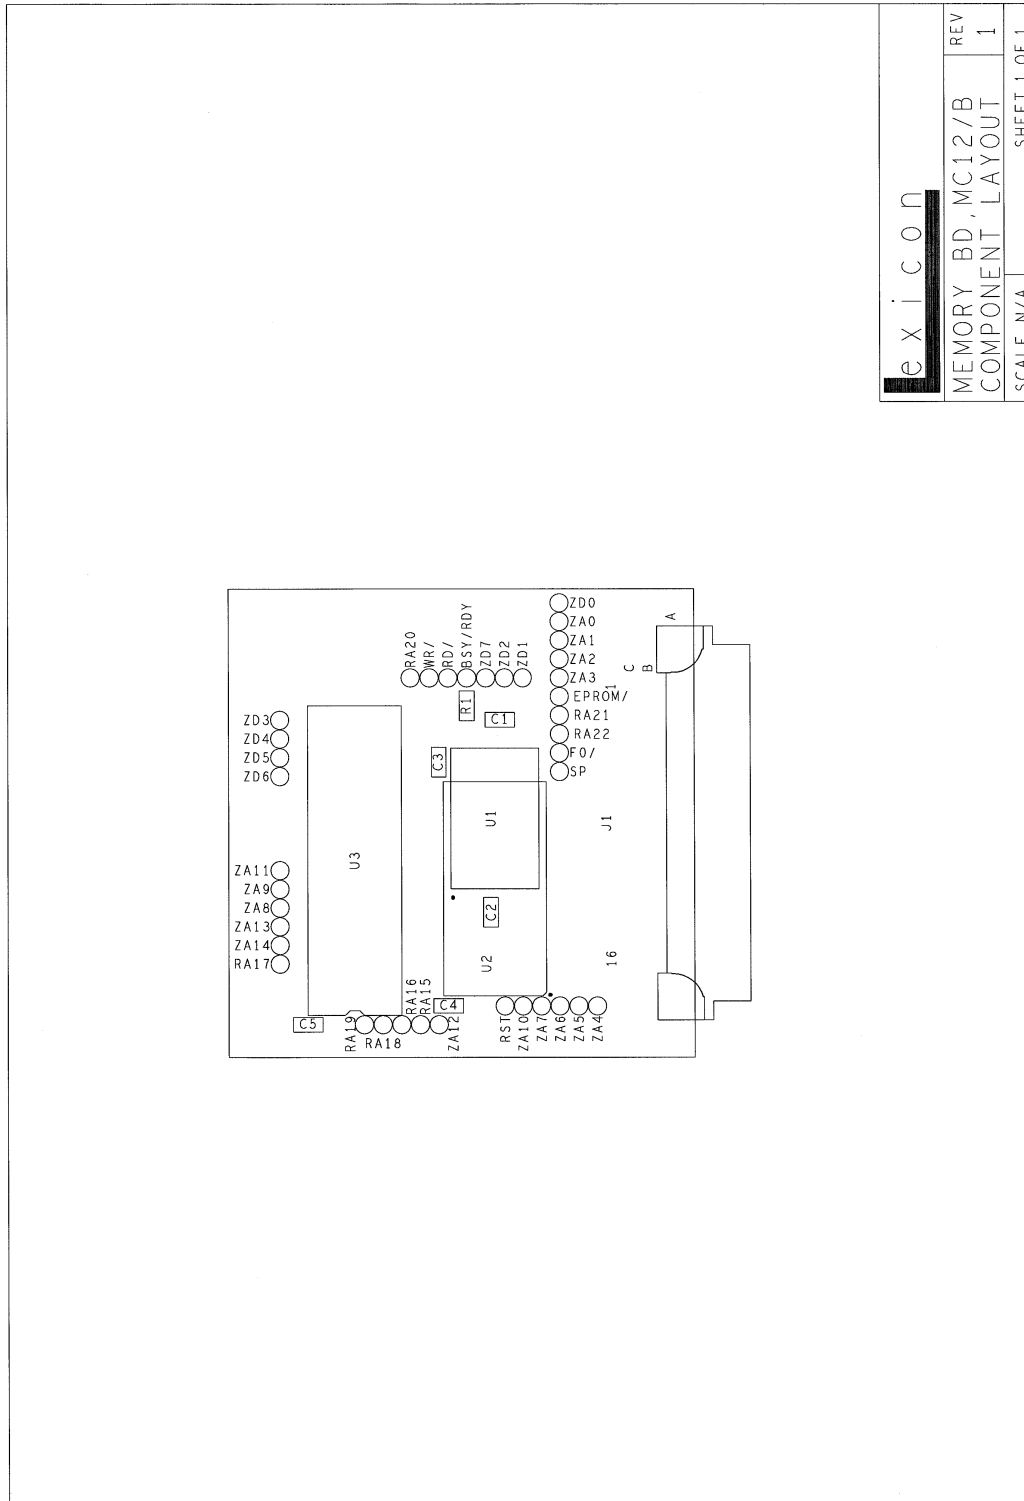 lexicon
MEMORY BD, MC12/B
COMPONENT LAYOUT
REV
1
SCALE N/A
SHEET 1 OF 1
RA20
WR/
RD/
BSY/RDY
ZD7
ZD2
ZD1
ZD0
ZA0
ZA1
ZA2
ZA3
EPROM/
RA21
RA22
F0/
SP
A
C
B
1
R1
C1
C3
ZD3
ZD4
ZD5
ZD6
U3
U1
J1
ZA11
ZA9
ZA8
ZA13
ZA14
RA17
C2
U2
16
C5
RA19
RA18
RA16
RA15
C4
ZA12
RST
ZA10
ZA7
ZA6
ZA5
ZA4